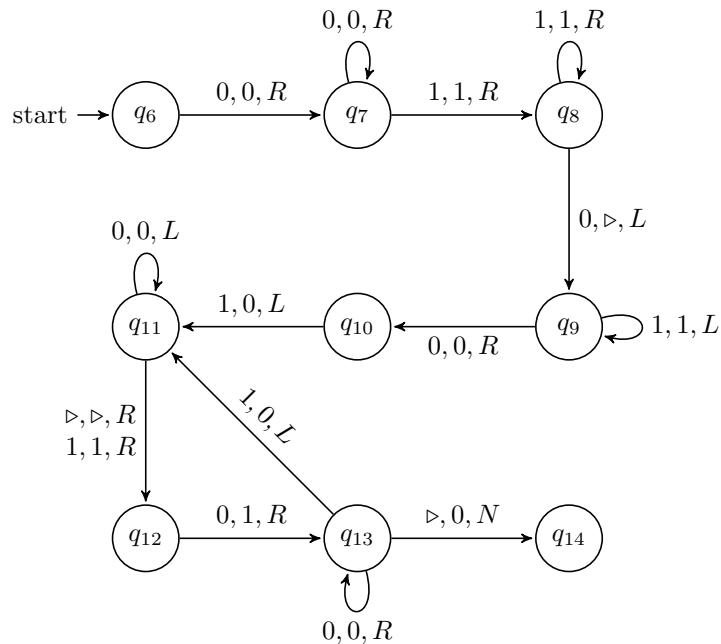 0, 0, R
1, 1, R
start
q6
0, 0, R
q7
1, 1, R
q8
0, ▹, L
0, 0, L
q11
1, 0, L
q10
0, 0, R
q9
1, 1, L
▹, ▹, R
1, 1, R
1, 0, L
q12
0, 1, R
q13
▹, 0, N
q14
0, 0, R